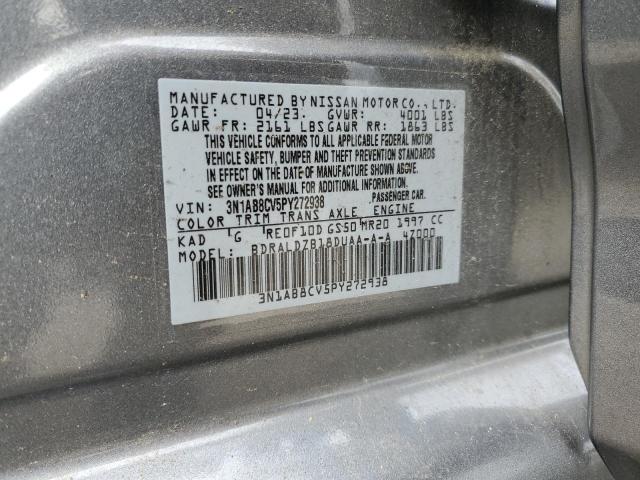 MANUFACTURED BY NISSAN MOTOR CO., LTD.
DATE: 04/23. GVWR: 4001 LBS
GAWR FR: 2161 LBS GAWR RR: 1863 LBS
THIS VEHICLE CONFORMS TO ALL APPLICABLE FEDERAL MOTOR
VEHICLE SAFETY, BUMPER AND THEFT PREVENTION STANDARDS
IN EFFECT ON THE DATE OF MANUFACTURE SHOWN ABOVE.
SEE OWNER'S MANUAL FOR ADDITIONAL INFORMATION.
VIN: 3N1AB8CV5PY272938 PASSENGER CAR.
COLOR TRIM TRANS AXLE ENGINE
KAD G RE0F10D GS50 MR20 1997 CC
MODEL: BDRALDZB18DUAA-A-A 4Z000
3N1AB8CV5PY272938